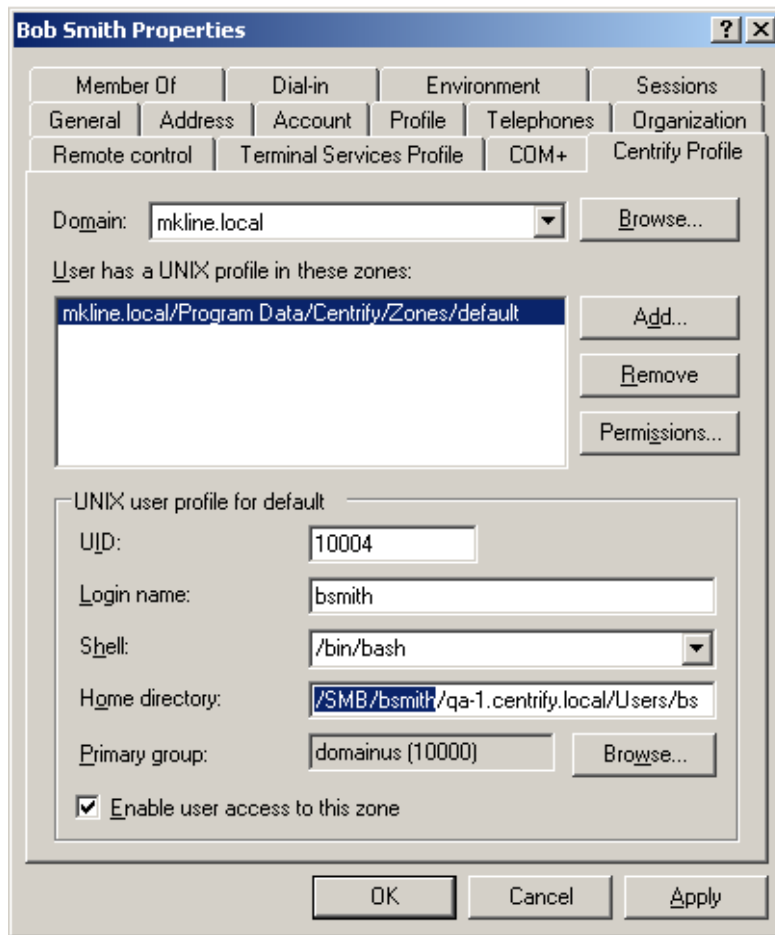 Bob Smith Properties
Member Of Dial-in Environment Sessions
General Address Account Profile Telephones Organization
Remote control Terminal Services Profile COM+ Centrify Profile
Domain: mkline.local Browse...
User has a UNIX profile in these zones:
mkline.local/Program Data/Centrify/Zones/default Add...
Remove
Permissions...
UNIX user profile for default
UID: 10004
Login name: bsmith
Shell: /bin/bash
Home directory: /SMB/bsmith/qa-1.centrify.local/Users/bs
Primary group: domainus (10000) Browse...
Enable user access to this zone
OK Cancel Apply